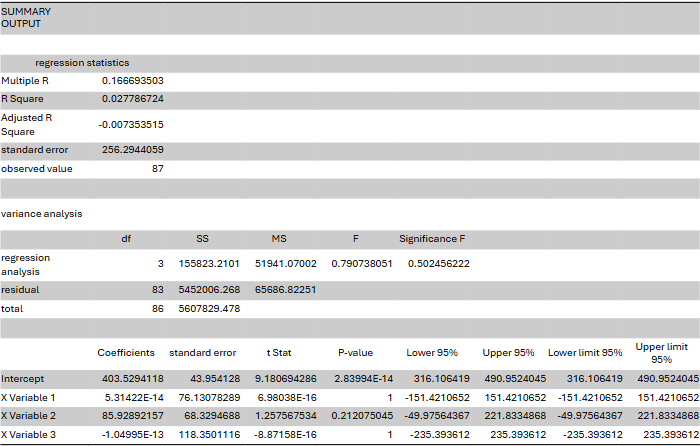 SUMMARY
OUTPUT
regression statistics
Multiple R 0.166693503
R Square 0.027786724
Adjusted R
Square -0.007353515
standard error 256.2944059
observed value 87
variance analysis
df SS MS F Significance F
regression
analysis 3 155823.2101 51941.07002 0.790738051 0.502456222
residual 83 5452006.268 65686.82251
total 86 5607829.478
Coefficients standard error t Stat P-value Lower 95% Upper 95% Lower limit 95% Upper limit
95%
Intercept 403.5294118 43.954128 9.180694286 2.83994E-14 316.106419 490.9524045 316.106419 490.9524045
X Variable 1 5.31422E-14 76.13078289 6.98038E-16 1 -151.4210652 151.4210652 -151.4210652 151.4210652
X Variable 2 85.92892157 68.3294688 1.257567534 0.212075045 -49.97564367 221.8334868 -49.97564367 221.8334868
X Variable 3 -1.04995E-13 118.3501116 -8.87158E-16 1 -235.393612 235.393612 -235.393612 235.393612